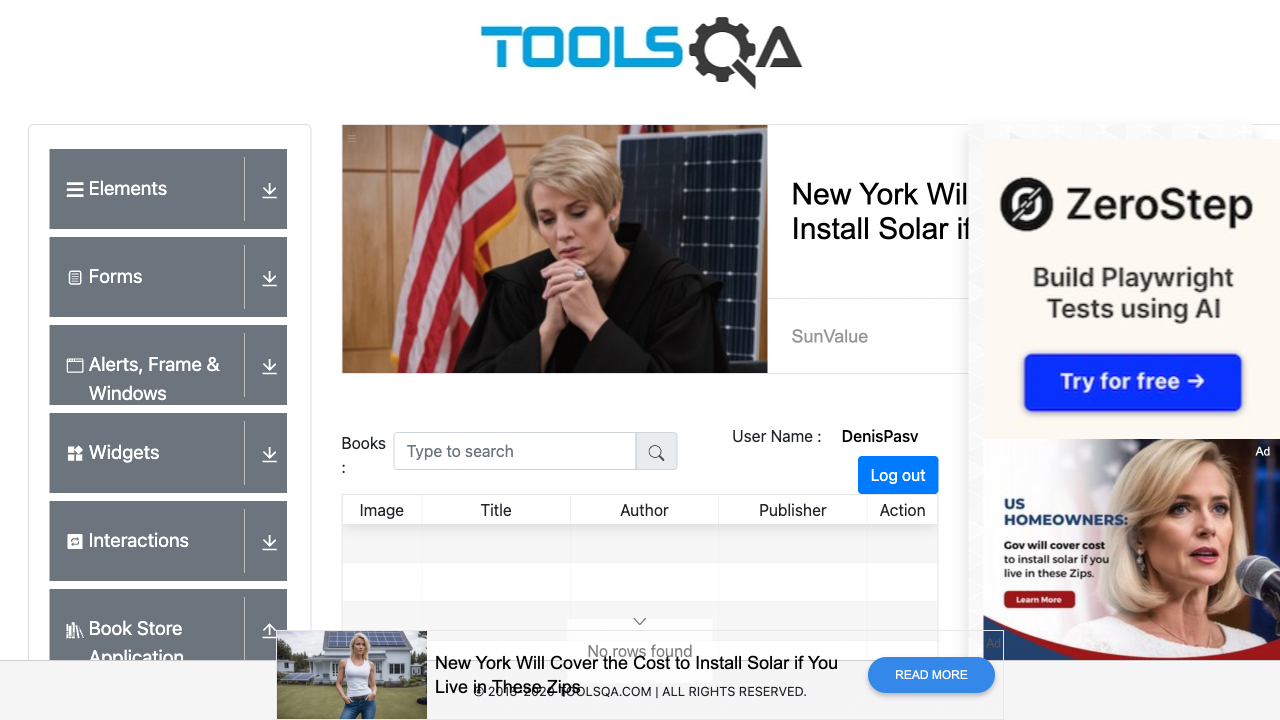 TOOLSQA
Elements
Forms
Alerts, Frame &
Windows
Widgets
Interactions
Book Store
Application
New York Wil
Install Solar if
SunValue
ZeroStep
Build Playwright
Tests using AI
Try for free →
Ad
US
HOMEOWNERS:
Gov will cover cost
to install solar if you
live in these Zips.
Learn More
Books
:
Type to search
User Name : DenisPasv
Log out
Image Title Author Publisher Action
No rows found
New York Will Cover the Cost to Install Solar if You
Live in These Zips
READ MORE
Ad
TOOLSQA.COM | ALL RIGHTS RESERVED.